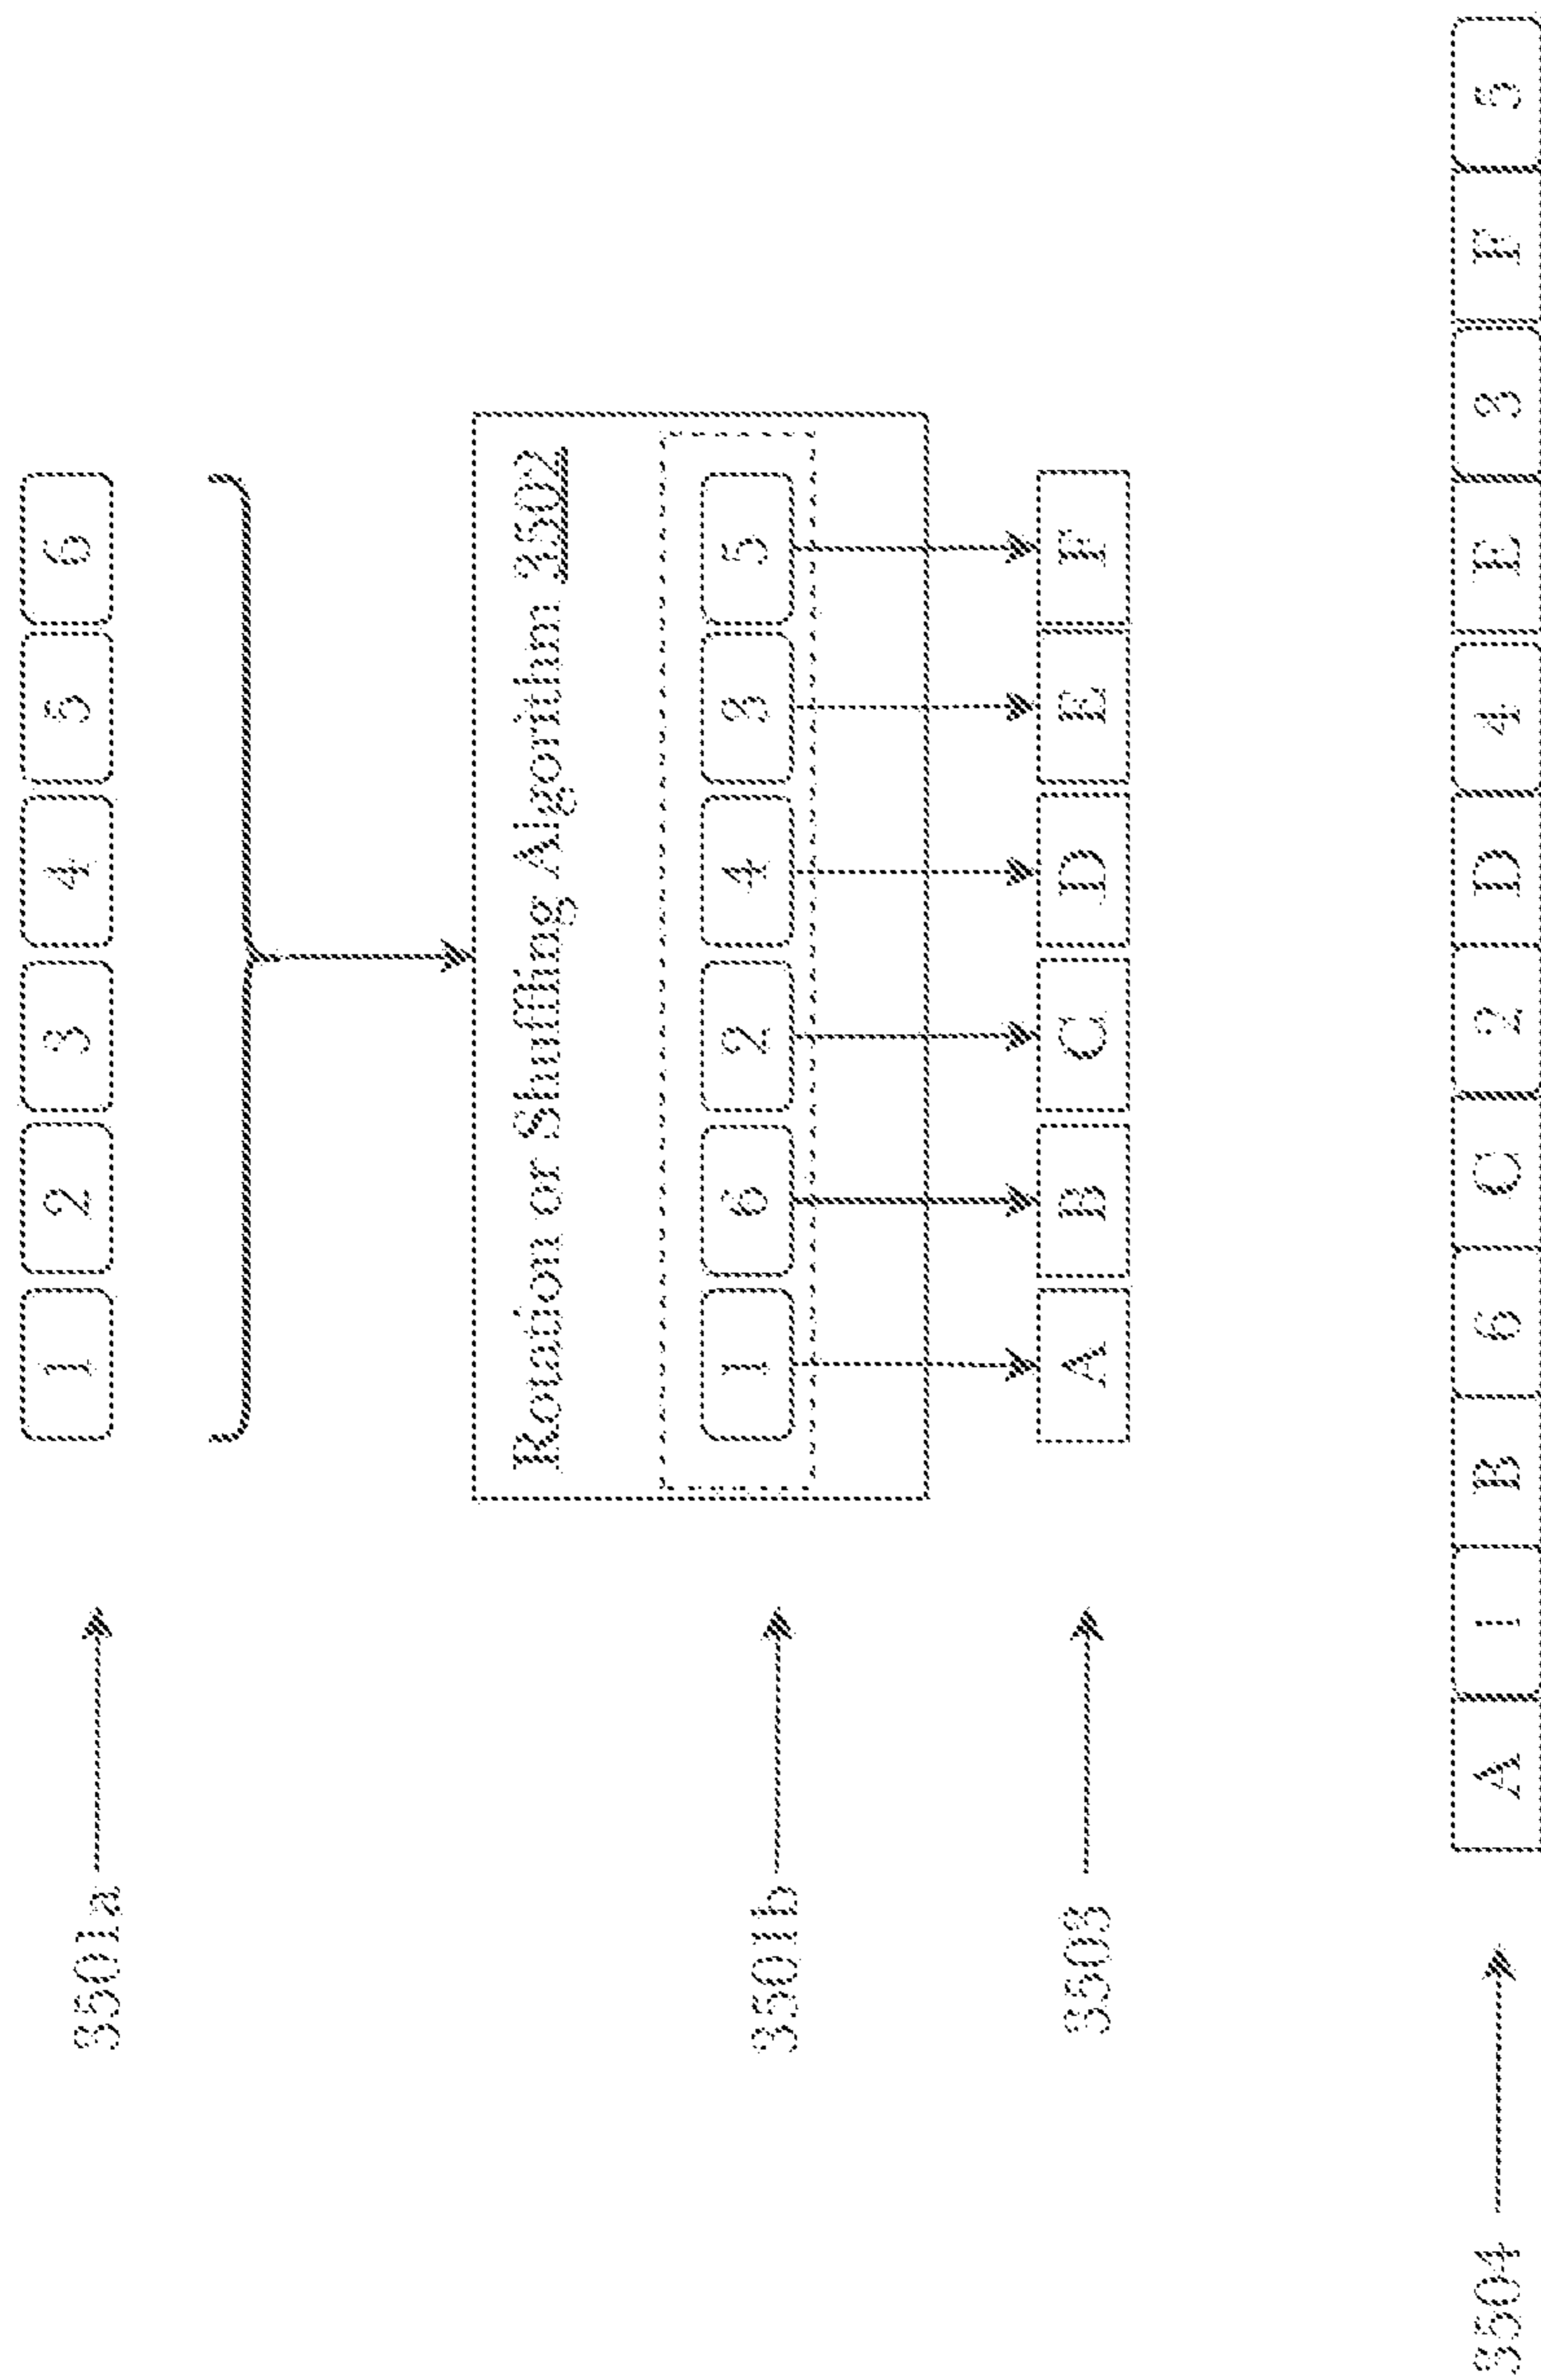 3501a 1 2 3 4 5 6
Rotation or Shuffling Algorithm 3502
3501b 1 6 2 4 3 5
3503 A B C D E F
3504 A 1 B 6 C 2 D 4 E 3 F 5